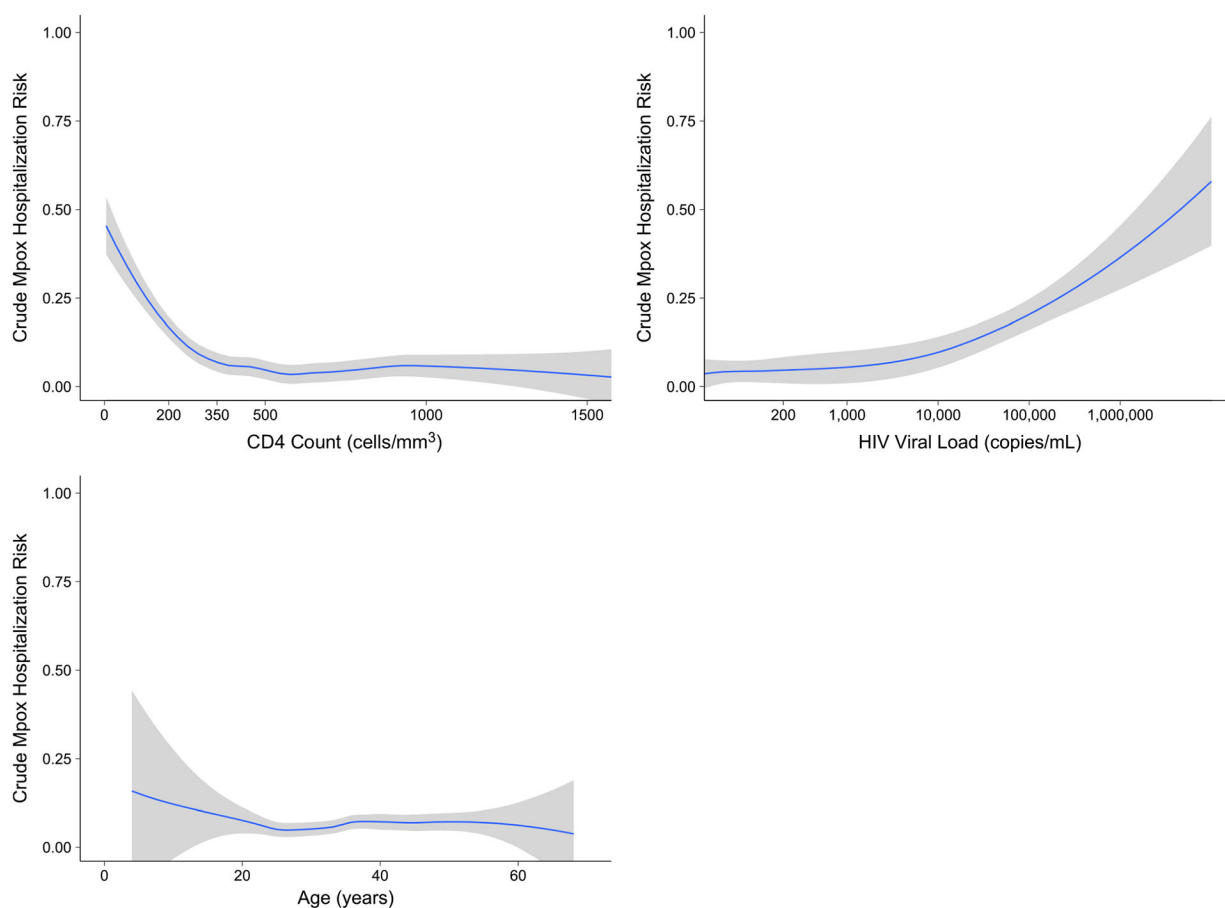 Crude Mpox Hospitalization Risk
1.00
0.75
0.50
0.25
0.00
0 200 350 500 1000 1500
CD4 Count (cells/mm³)
Crude Mpox Hospitalization Risk
1.00
0.75
0.50
0.25
0.00
200 1,000 10,000 100,000 1,000,000
HIV Viral Load (copies/mL)
Crude Mpox Hospitalization Risk
1.00
0.75
0.50
0.25
0.00
0 20 40 60
Age (years)